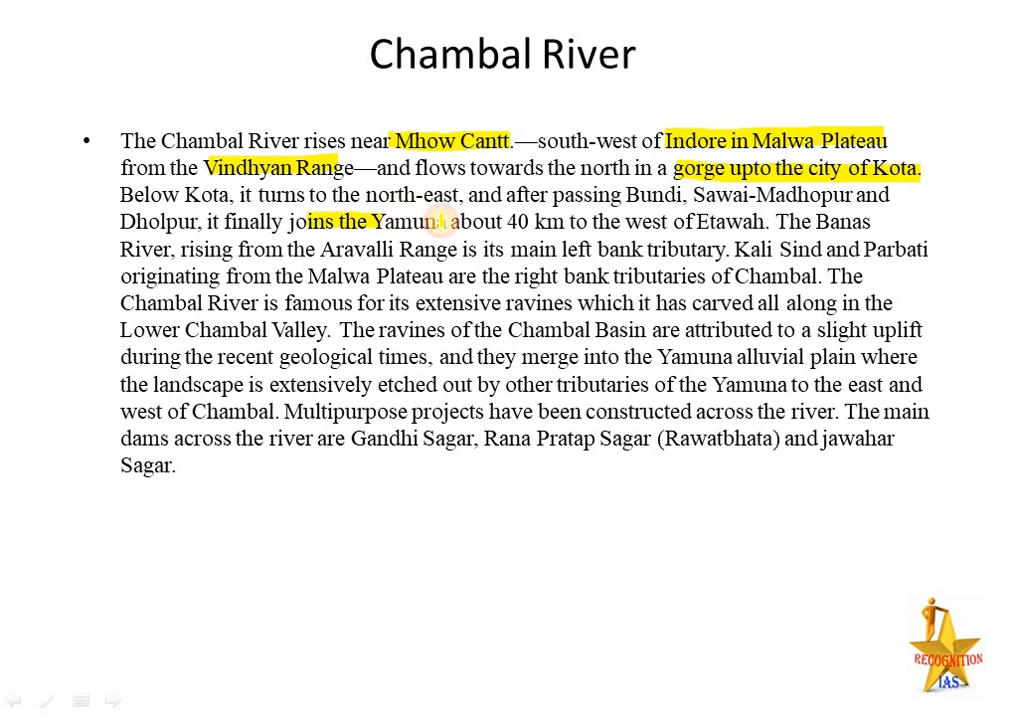 Chambal River
• The Chambal River rises near Mhow Cantt.—south-west of Indore in Malwa Plateau
from the Vindhyan Range—and flows towards the north in a gorge upto the city of Kota.
Below Kota, it turns to the north-east, and after passing Bundi, Sawai-Madhopur and
Dholpur, it finally joins the Yamuna about 40 km to the west of Etawah. The Banas
River, rising from the Aravalli Range is its main left bank tributary. Kali Sind and Parbati
originating from the Malwa Plateau are the right bank tributaries of Chambal. The
Chambal River is famous for its extensive ravines which it has carved all along in the
Lower Chambal Valley. The ravines of the Chambal Basin are attributed to a slight uplift
during the recent geological times, and they merge into the Yamuna alluvial plain where
the landscape is extensively etched out by other tributaries of the Yamuna to the east and
west of Chambal. Multipurpose projects have been constructed across the river. The main
dams across the river are Gandhi Sagar, Rana Pratap Sagar (Rawatbhata) and jawahar
Sagar.
RECOGNITION
IAS